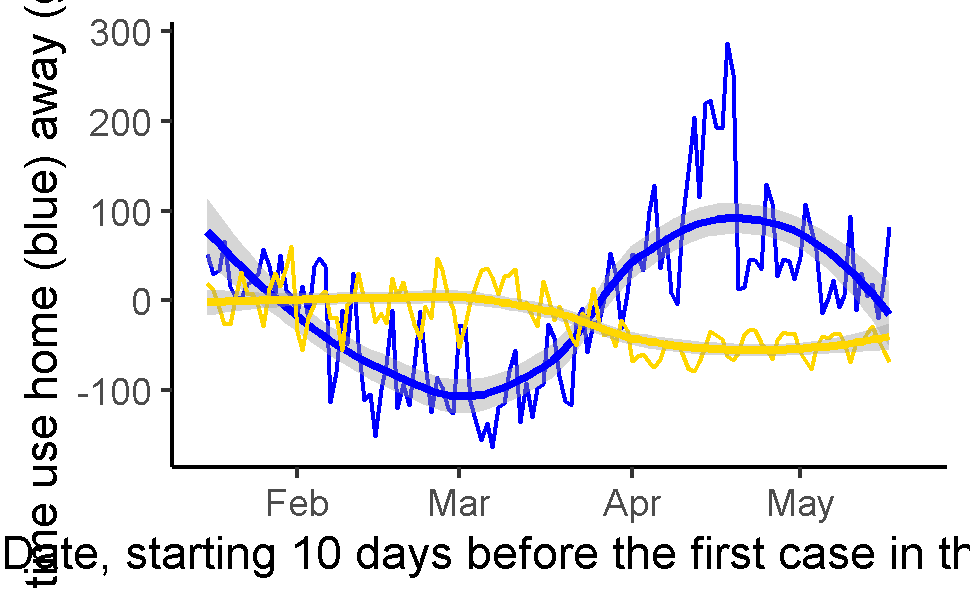 time use home (blue) away (
300
200
100
0
-100
Feb Mar Apr May
Date, starting 10 days before the first case in th